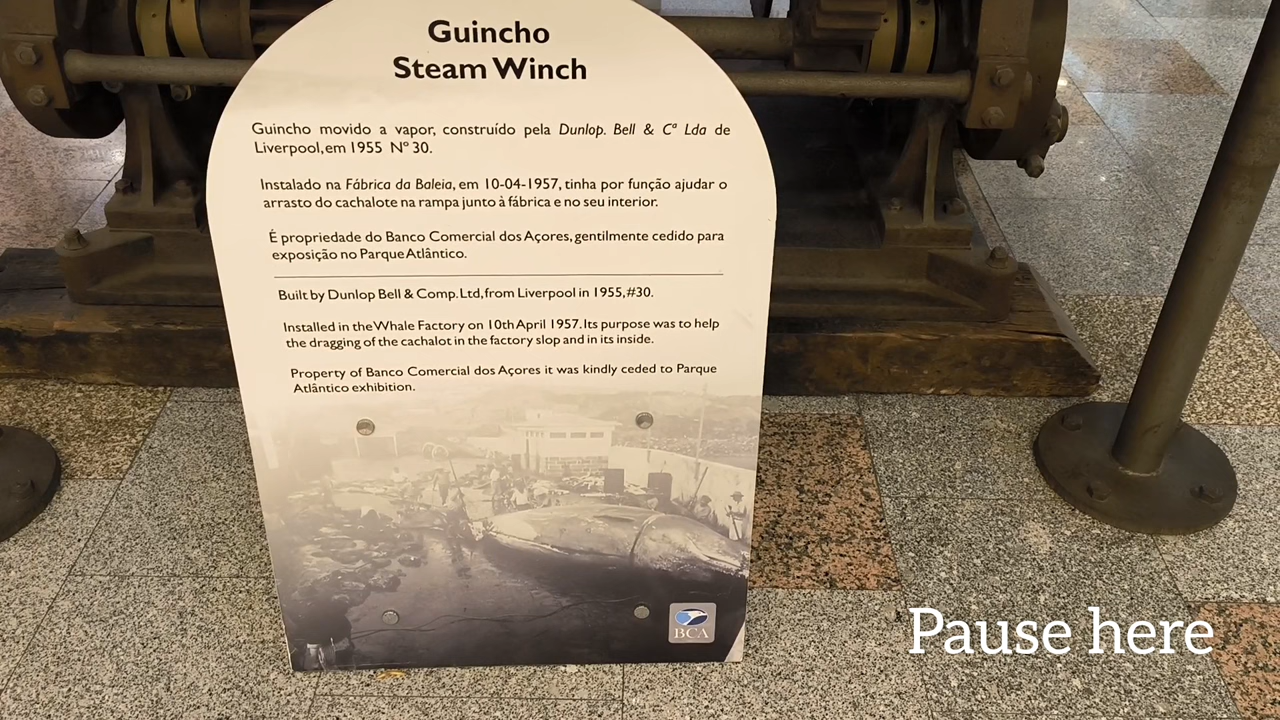 Guincho
Steam Winch
Guincho movido a vapor, construído pela Dunlop. Bell & Cª Lda de
Liverpool, em 1955 Nº 30.
Instalado na Fábrica da Baleia, em 10-04-1957, tinha por função ajudar o
arrasto do cachalote na rampa junto à fábrica e no seu interior.
É propriedade do Banco Comercial dos Açores, gentilmente cedido para
exposição no Parque Atlântico.
Built by Dunlop Bell & Comp. Ltd, from Liverpool in 1955, #30.
Installed in the Whale Factory on 10th April 1957. Its purpose was to help
the dragging of the cachalot in the factory slop and in its inside.
Property of Banco Comercial dos Açores it was kindly ceded to Parque
Atlântico exhibition.
BCA
Pause here